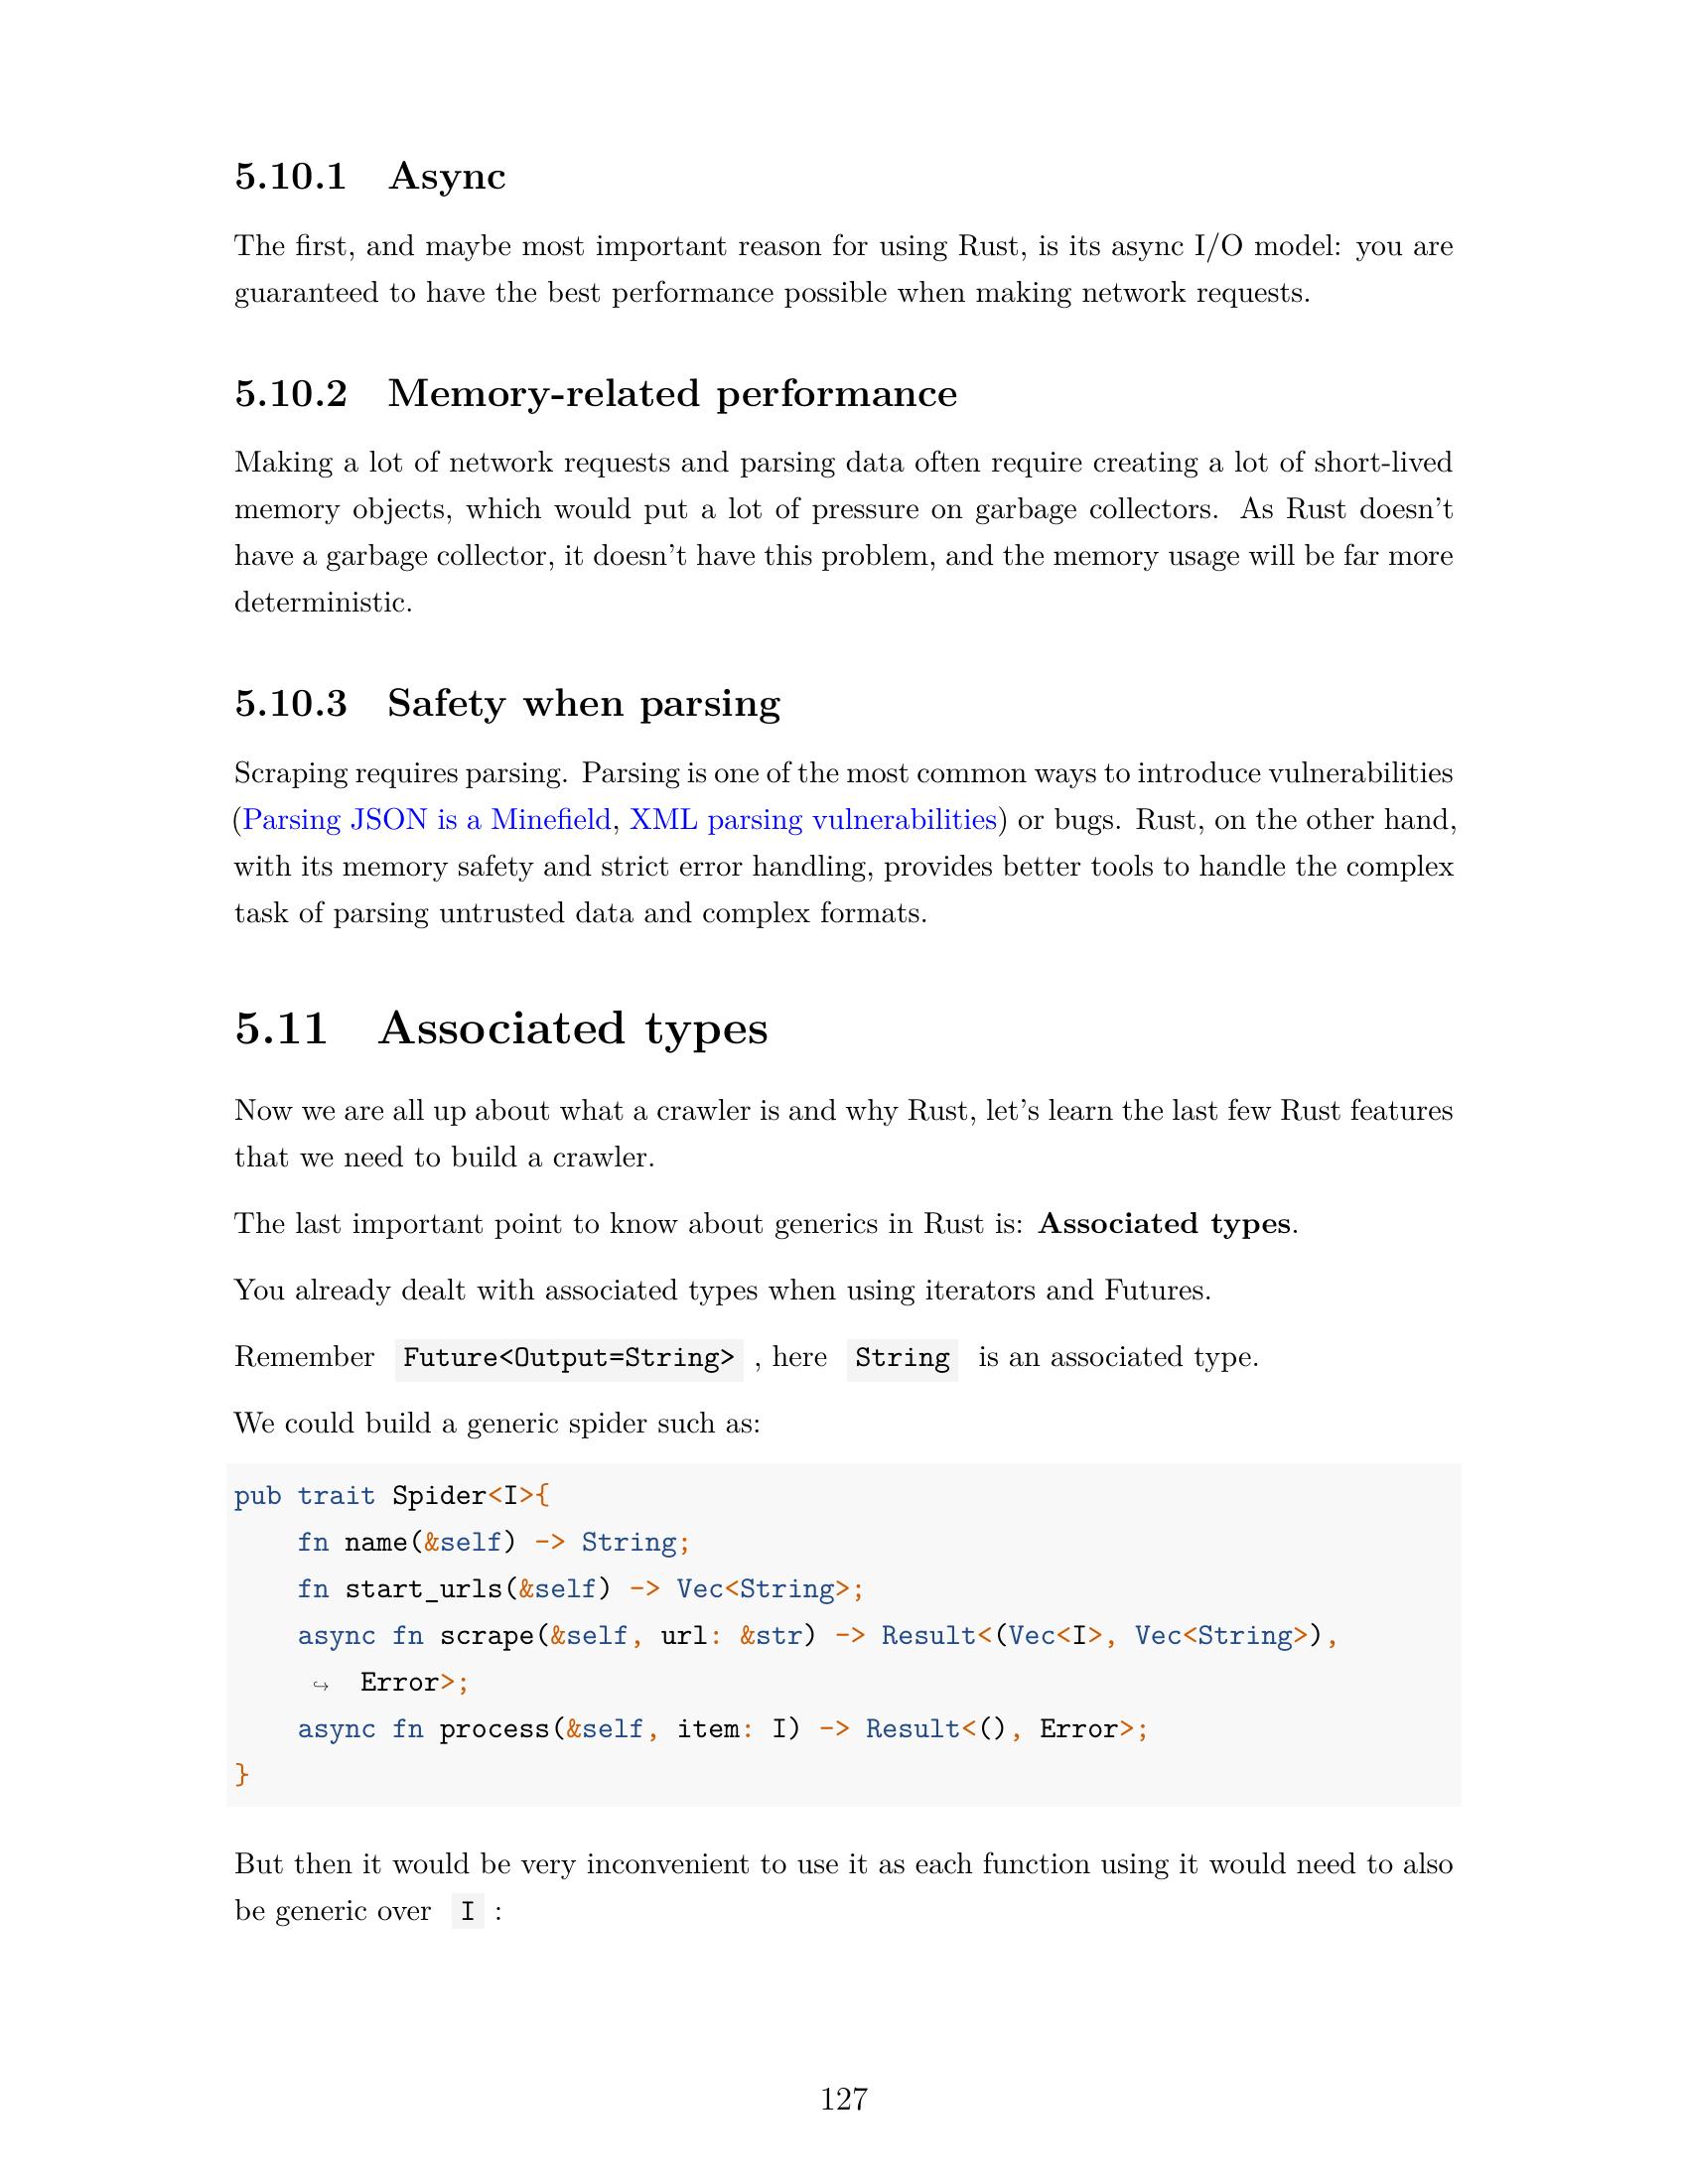 5.10.1 Async
The first, and maybe most important reason for using Rust, is its async I/O model: you are
guaranteed to have the best performance possible when making network requests.
5.10.2 Memory-related performance
Making a lot of network requests and parsing data often require creating a lot of short-lived
memory objects, which would put a lot of pressure on garbage collectors. As Rust doesn't
have a garbage collector, it doesn't have this problem, and the memory usage will be far more
deterministic.
5.10.3 Safety when parsing
Scraping requires parsing. Parsing is one of the most common ways to introduce vulnerabilities
(Parsing JSON is a Minefield, XML parsing vulnerabilities) or bugs. Rust, on the other hand,
with its memory safety and strict error handling, provides better tools to handle the complex
task of parsing untrusted data and complex formats.
5.11 Associated types
Now we are all up about what a crawler is and why Rust, let's learn the last few Rust features
that we need to build a crawler.
The last important point to know about generics in Rust is: Associated types.
You already dealt with associated types when using iterators and Futures.
Remember Future<Output=String> , here String is an associated type.
We could build a generic spider such as:
pub trait Spider<I>{
    fn name(&self) -> String;
    fn start_urls(&self) -> Vec<String>;
    async fn scrape(&self, url: &str) -> Result<(Vec<I>, Vec<String>),
    ↪ Error>;
    async fn process(&self, item: I) -> Result<(), Error>;
}
But then it would be very inconvenient to use it as each function using it would need to also
be generic over I :
127